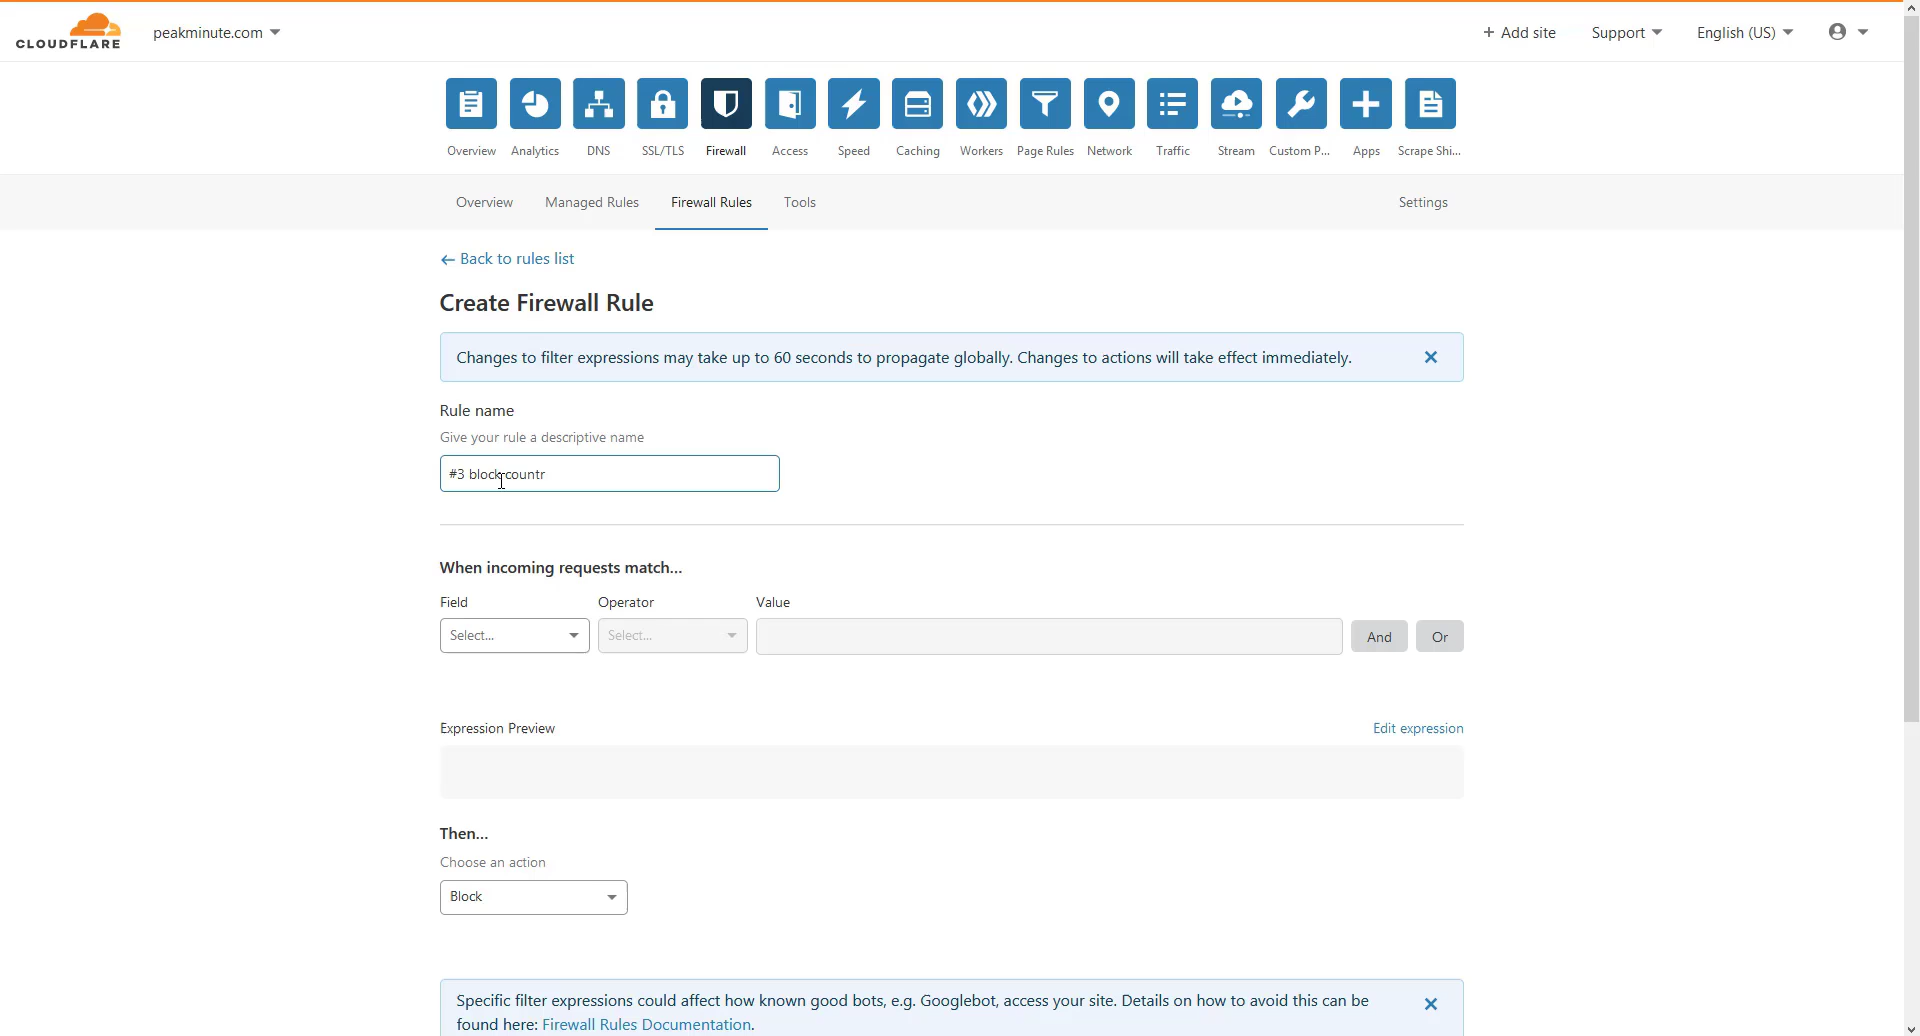 CLOUDFLARE
peakminute.com
+ Add site
Support
English (US)
Overview
Analytics
DNS
SSL/TLS
Firewall
Access
Speed
Caching
Workers
Page Rules
Network
Traffic
Stream
Custom P...
Apps
Scrape Shi...
Overview
Managed Rules
Firewall Rules
Tools
Settings
← Back to rules list
Create Firewall Rule
Changes to filter expressions may take up to 60 seconds to propagate globally. Changes to actions will take effect immediately.
Rule name
Give your rule a descriptive name
#3 block countr
When incoming requests match...
Field
Operator
Value
Select...
Select...
And
Or
Expression Preview
Edit expression
Then...
Choose an action
Block
Specific filter expressions could affect how known good bots, e.g. Googlebot, access your site. Details on how to avoid this can be
found here: Firewall Rules Documentation.